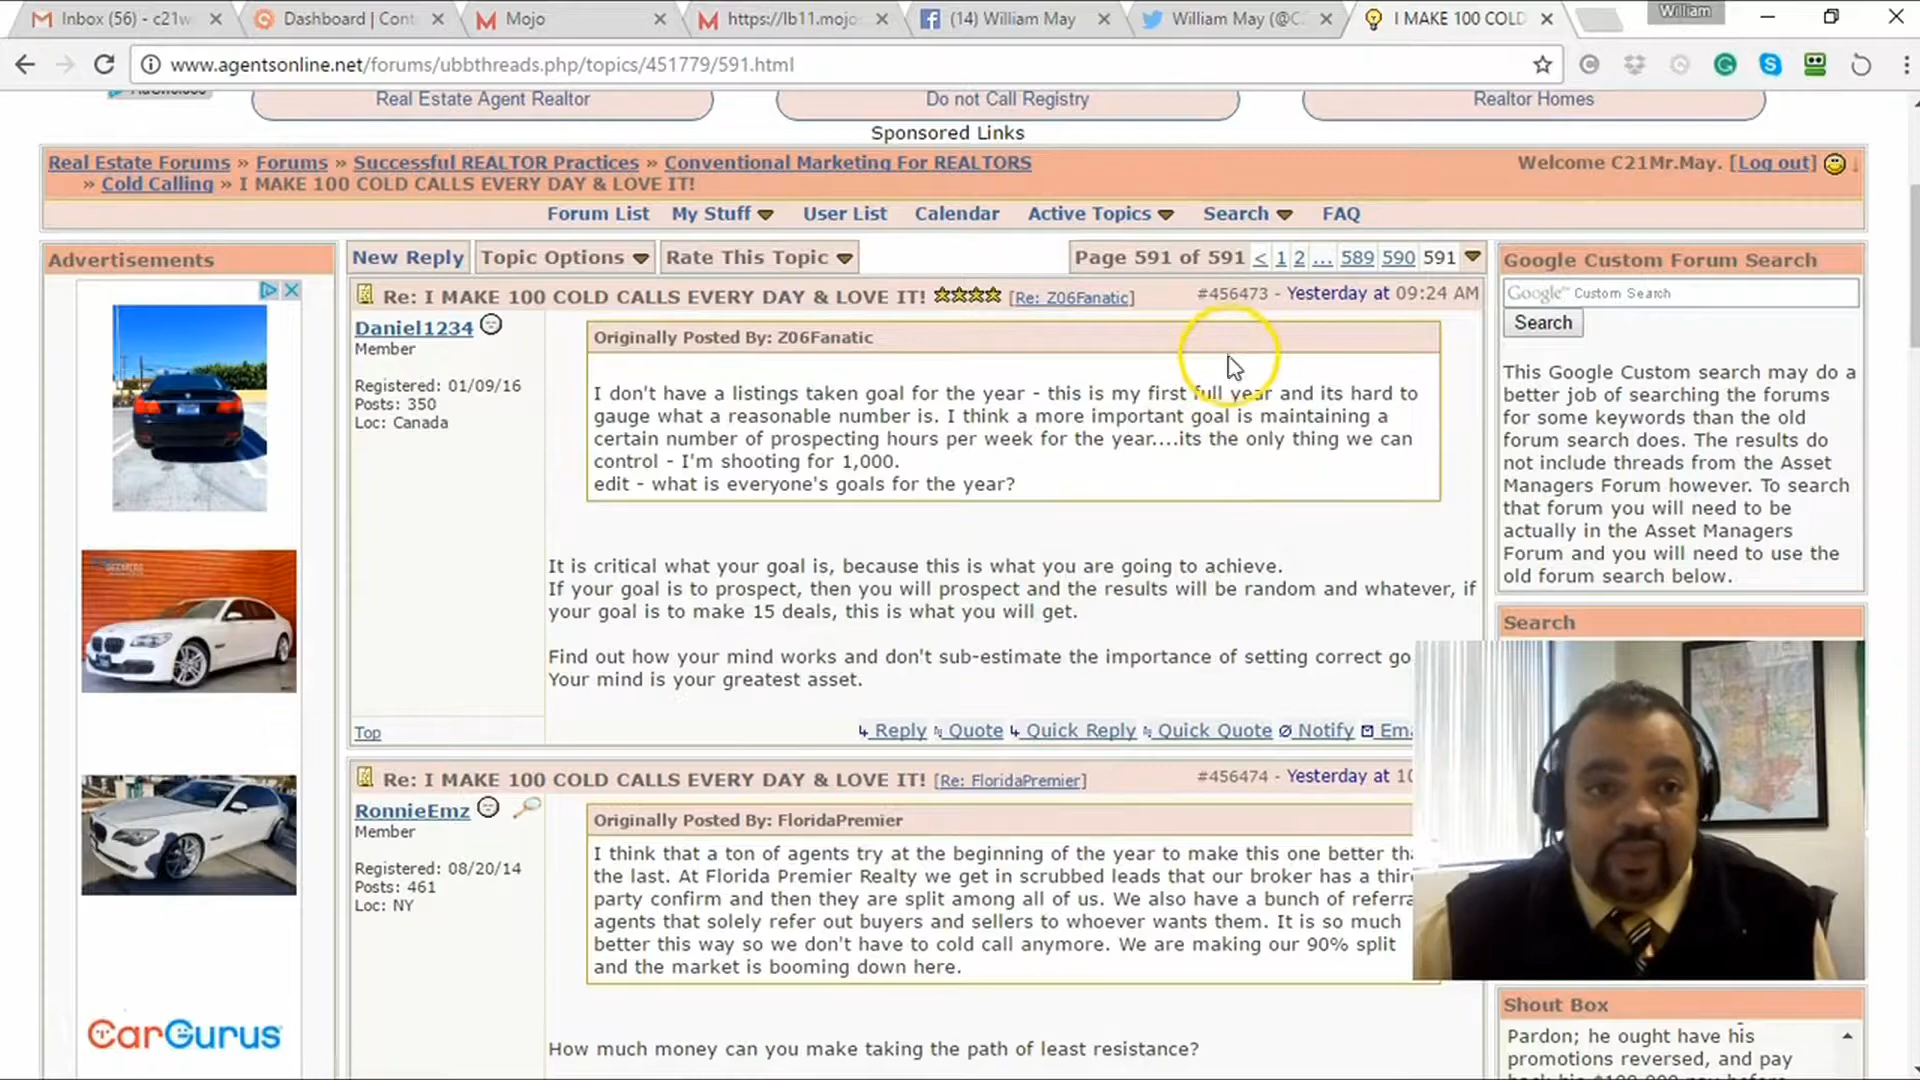 Inbox (56) - c21w
Dashboard | Cont
Mojo
https://lb11.mojos
(14) William May
William May (@C
I MAKE 100 COLD
William
www.agentsonline.net/forums/ubbthreads.php/topics/451779/591.html
Real Estate Agent Realtor
Do not Call Registry
Realtor Homes
Sponsored Links
Real Estate Forums » Forums » Successful REALTOR Practices » Conventional Marketing For REALTORS
» Cold Calling » I MAKE 100 COLD CALLS EVERY DAY & LOVE IT!
Welcome C21Mr.May. [Log out]
Forum List My Stuff User List Calendar Active Topics Search FAQ
Advertisements
New Reply
Topic Options
Rate This Topic
Page 591 of 591 < 1 2 ... 589 590 591
Re: I MAKE 100 COLD CALLS EVERY DAY & LOVE IT! [Re: Z06Fanatic]
#456473 - Yesterday at 09:24 AM
Daniel1234
Member
Registered: 01/09/16
Posts: 350
Loc: Canada
Originally Posted By: Z06Fanatic
I don't have a listings taken goal for the year - this is my first full year and its hard to
gauge what a reasonable number is. I think a more important goal is maintaining a
certain number of prospecting hours per week for the year....its the only thing we can
control - I'm shooting for 1,000.
edit - what is everyone's goals for the year?
It is critical what your goal is, because this is what you are going to achieve.
If your goal is to prospect, then you will prospect and the results will be random and whatever, if
your goal is to make 15 deals, this is what you will get.
Find out how your mind works and don't sub-estimate the importance of setting correct go
Your mind is your greatest asset.
Top
Reply Quote Quick Reply Quick Quote Notify Ema
Re: I MAKE 100 COLD CALLS EVERY DAY & LOVE IT! [Re: FloridaPremier]
#456474 - Yesterday at 10
RonnieEmz
Member
Registered: 08/20/14
Posts: 461
Loc: NY
Originally Posted By: FloridaPremier
I think that a ton of agents try at the beginning of the year to make this one better tha
the last. At Florida Premier Realty we get in scrubbed leads that our broker has a third
party confirm and then they are split among all of us. We also have a bunch of referra
agents that solely refer out buyers and sellers to whoever wants them. It is so much
better this way so we don't have to cold call anymore. We are making our 90% split
and the market is booming down here.
How much money can you make taking the path of least resistance?
CarGurus
Google Custom Forum Search
Google™ Custom Search
Search
This Google Custom search may do a
better job of searching the forums
for some keywords than the old
forum search does. The results do
not include threads from the Asset
Managers Forum however. To search
that forum you will need to be
actually in the Asset Managers
Forum and you will need to use the
old forum search below.
Search
Shout Box
Pardon; he ought have his
promotions reversed, and pay